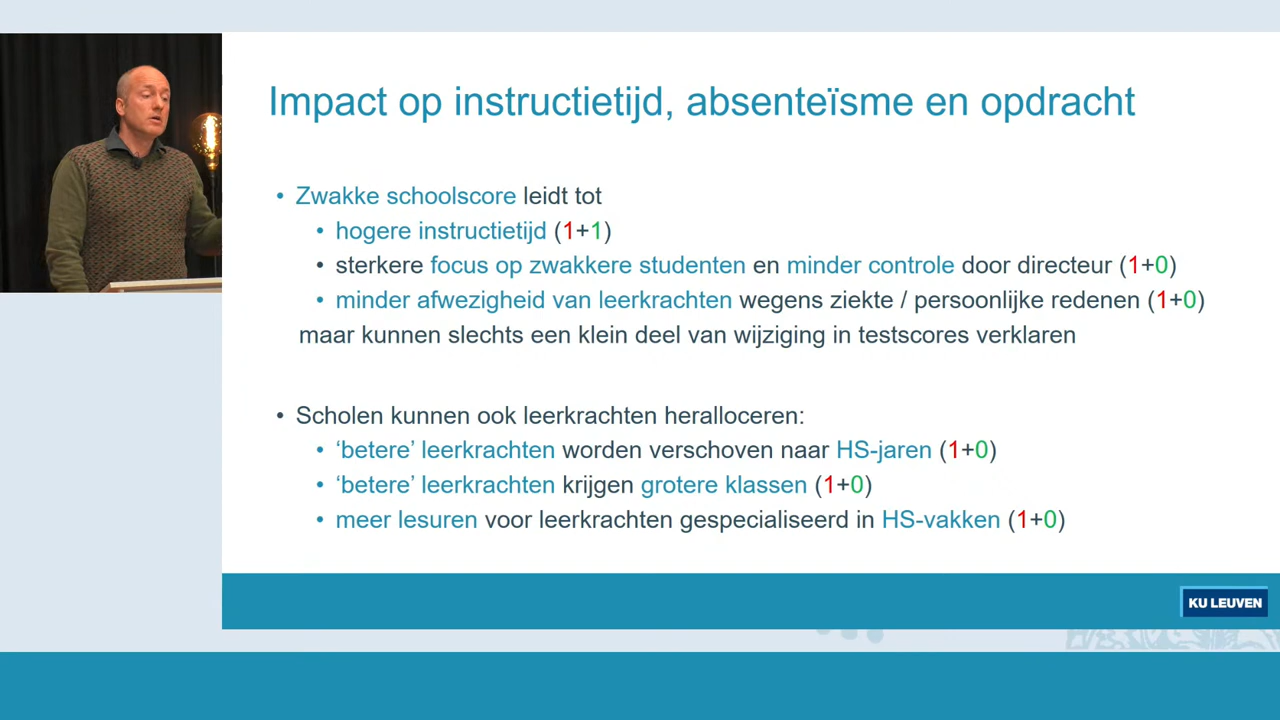 Impact op instructietijd, absenteïsme en opdracht
• Zwakke schoolscore leidt tot
• hogere instructietijd (1+1)
• sterkere focus op zwakkere studenten en minder controle door directeur (1+0)
• minder afwezigheid van leerkrachten wegens ziekte / persoonlijke redenen (1+0)
maar kunnen slechts een klein deel van wijziging in testscores verklaren
• Scholen kunnen ook leerkrachten heralloceren:
• ‘betere’ leerkrachten worden verschoven naar HS-jaren (1+0)
• ‘betere’ leerkrachten krijgen grotere klassen (1+0)
• meer lesuren voor leerkrachten gespecialiseerd in HS-vakken (1+0)
KU LEUVEN